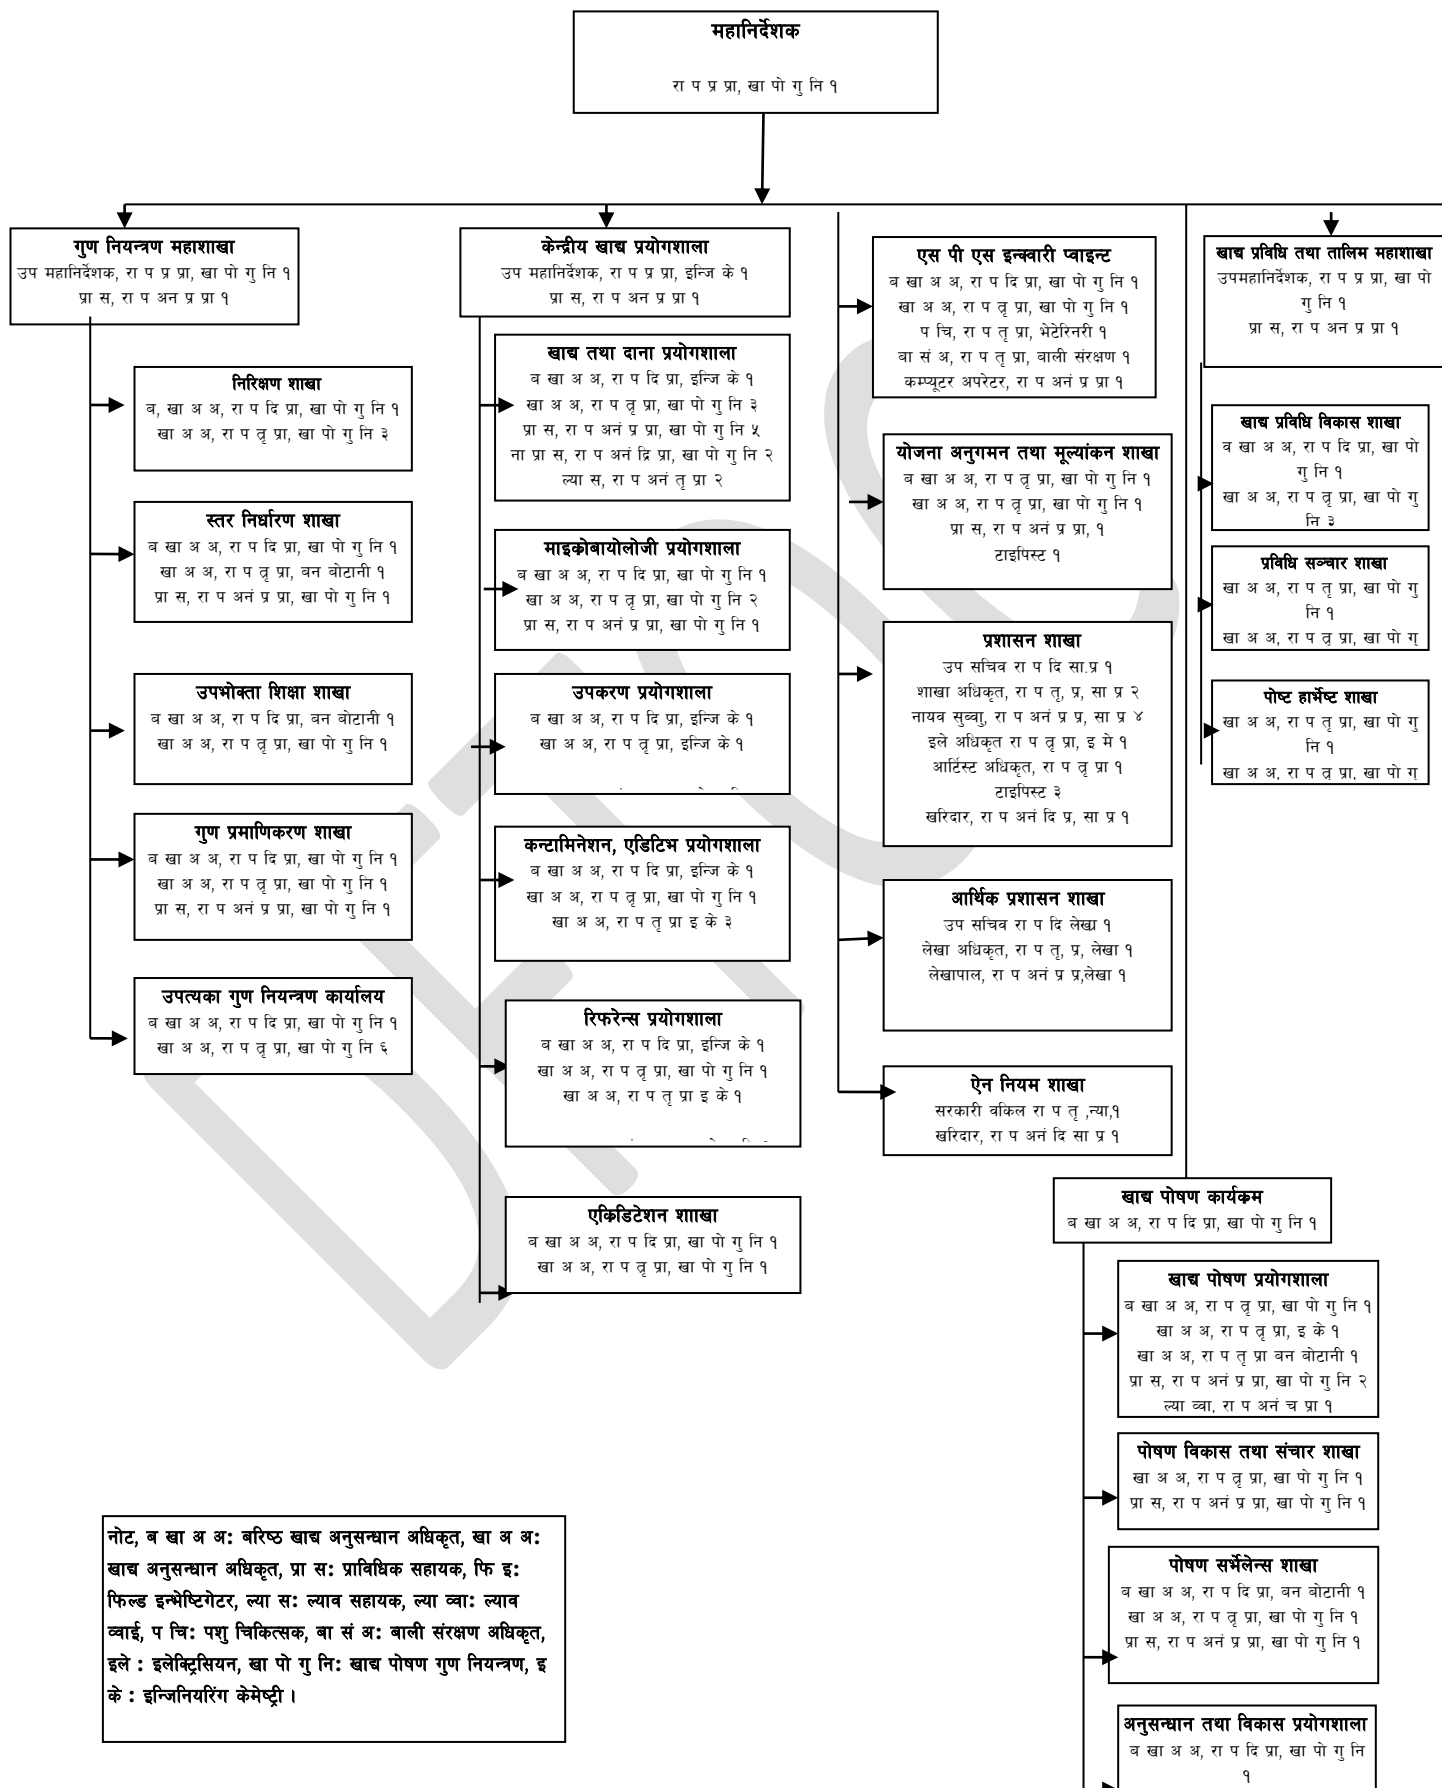 महानिर्देशक
रा प प्र प्रा, खा पो गु नि १
गुण नियन्त्रण महाशाखा
उप महानिर्देशक, रा प प्र प्रा, खा पो गु नि १
प्रा स, रा प अन प्र प्रा १
निरिक्षण शाखा
ब, खा अ अ, रा प दि प्रा, खा पो गु नि १
खा अ अ, रा प तृ प्रा, खा पो गु नि ३
स्तर निर्धारण शाखा
ब खा अ अ, रा प दि प्रा, खा पो गु नि १
खा अ अ, रा प तृ प्रा, बन बोटानी १
प्रा स, रा प अनं प्र प्रा, खा पो गु नि १
उपभोक्ता शिक्षा शाखा
ब खा अ अ, रा प दि प्रा, बन बोटानी १
खा अ अ, रा प तृ प्रा, खा पो गु नि १
गुण प्रमाणिकरण शाखा
ब खा अ अ, रा प दि प्रा, खा पो गु नि १
खा अ अ, रा प तृ प्रा, खा पो गु नि १
प्रा स, रा प अनं प्र प्रा, खा पो गु नि १
उपत्यका गुण नियन्त्रण कार्यालय
ब खा अ अ, रा प दि प्रा, खा पो गु नि १
खा अ अ, रा प तृ प्रा, खा पो गु नि ६
केन्द्रीय खाद्य प्रयोगशाला
उप महानिर्देशक, रा प प्र प्रा, इन्जि के १
प्रा स, रा प अन प्र प्रा १
खाद्य तथा दाना प्रयोगशाला
ब खा अ अ, रा प दि प्रा, इन्जि के १
खा अ अ, रा प तृ प्रा, खा पो गु नि ३
प्रा स, रा प अनं प्र प्रा, खा पो गु नि ५
ना प्रा स, रा प अनं द्रि प्रा, खा पो गु नि २
ल्या स, रा प अनं तृ प्रा २
माइकोबायोलोजी प्रयोगशाला
ब खा अ अ, रा प दि प्रा, खा पो गु नि १
खा अ अ, रा प तृ प्रा, खा पो गु नि २
प्रा स, रा प अनं प्र प्रा, खा पो गु नि १
उपकरण प्रयोगशाला
ब खा अ अ, रा प दि प्रा, इन्जि के १
खा अ अ, रा प तृ प्रा, इन्जि के १
कन्टामिनेशन, एडिटिभ प्रयोगशाला
ब खा अ अ, रा प दि प्रा, इन्जि के १
खा अ अ, रा प तृ प्रा, खा पो गु नि १
खा अ अ, रा प तृ प्रा इ के ३
रिफरेन्स प्रयोगशाला
ब खा अ अ, रा प दि प्रा, इन्जि के १
खा अ अ, रा प तृ प्रा, खा पो गु नि १
खा अ अ, रा प तृ प्रा इ के १
एकिडिटेशन शााखा
ब खा अ अ, रा प दि प्रा, खा पो गु नि १
खा अ अ, रा प तृ प्रा, खा पो गु नि १
एस पी एस इन्क्वारी प्वाइन्ट
ब खा अ अ, रा प दि प्रा, खा पो गु नि १
खा अ अ, रा प तृ प्रा, खा पो गु नि १
प चि, रा प तृ प्रा, भेटेरिनरी १
बा सं अ, रा प तृ प्रा, बाली संरक्षण १
कम्प्यूटर अपरेटर, रा प अनं प्र प्रा १
योजना अनुगमन तथा मूल्यांकन शाखा
ब खा अ अ, रा प तृ प्रा, खा पो गु नि १
खा अ अ, रा प तृ प्रा, खा पो गु नि १
प्रा स, रा प अनं प्र प्रा, १
टाइपिस्ट १
प्रशासन शाखा
उप सचिव रा प दि सा.प्र १
शाखा अधिकृत, रा प तृ, प्र, सा प्र २
नायव सुब्वा, रा प अनं प्र प्र, सा प्र ४
इले अधिकृत रा प तृ प्रा, इ मे १
आर्टिस्ट अधिकृत, रा प तृ प्रा १
टाइपिस्ट ३
खरिदार, रा प अनं दि प्र, सा प्र १
आर्थिक प्रशासन शाखा
उप सचिव रा प दि लेखा १
लेखा अधिकृत, रा प तृ, प्र, लेखा १
लेखापाल, रा प अनं प्र प्र,लेखा १
ऐन नियम शाखा
सरकारी वकिल रा प तृ ,न्या,१
खरिदार, रा प अनं दि सा प्र १
खाद्य प्रविधि तथा तालिम महाशाखा
उपमहानिर्देशक, रा प प्र प्रा, खा पो
गु नि १
प्रा स, रा प अन प्र प्रा १
खाद्य प्रविधि विकास शाखा
व खा अ अ, रा प दि प्रा, खा पो
गु नि १
खा अ अ, रा प तृ प्रा, खा पो गु
नि ३
प्रविधि सञ्चार शाखा
खा अ अ, रा प तृ प्रा, खा पो गु
नि १
खा अ अ, रा प तृ प्रा, खा पो गु
पोष्ट हार्भेष्ट शाखा
खा अ अ, रा प तृ प्रा, खा पो गु
नि १
खा अ अ, रा प तृ प्रा, खा पो गु
खाद्य पोषण कार्यकम
ब खा अ अ, रा प दि प्रा, खा पो गु नि १
खाद्य पोषण प्रयोगशाला
ब खा अ अ, रा प तृ प्रा, खा पो गु नि १
खा अ अ, रा प तृ प्रा, इ के १
खा अ अ, रा प तृ प्रा बन बोटानी १
प्रा स, रा प अनं प्र प्रा, खा पो गु नि २
ल्या व्वा, रा प अनं च प्रा १
पोषण विकास तथा संचार शाखा
खा अ अ, रा प तृ प्रा, खा पो गु नि १
प्रा स, रा प अनं प्र प्रा, खा पो गु नि १
पोषण सर्भेलेन्स शाखा
ब खा अ अ, रा प दि प्रा, बन बोटानी १
खा अ अ, रा प तृ प्रा, खा पो गु नि १
प्रा स, रा प अनं प्र प्रा, खा पो गु नि १
अनुसन्धान तथा विकास प्रयोगशाला
ब खा अ अ, रा प दि प्रा, खा पो गु नि
१
नोट, ब खा अ अ: बरिष्ठ खाद्य अनुसन्धान अधिकृत, खा अ अ:
खाद्य अनुसन्धान अधिकृत, प्रा स: प्राविधिक सहायक, फि इ:
फिल्ड इन्भेष्टिगेटर, ल्या स: ल्याव सहायक, ल्या व्वा: ल्याव
व्वाई, प चि: पशु चिकित्सक, बा सं अ: बाली संरक्षण अधिकृत,
इले : इलेक्ट्रिसियन, खा पो गु नि: खाद्य पोषण गुण नियन्त्रण, इ
के : इन्जिनियरिंग केमेष्ट्री ।